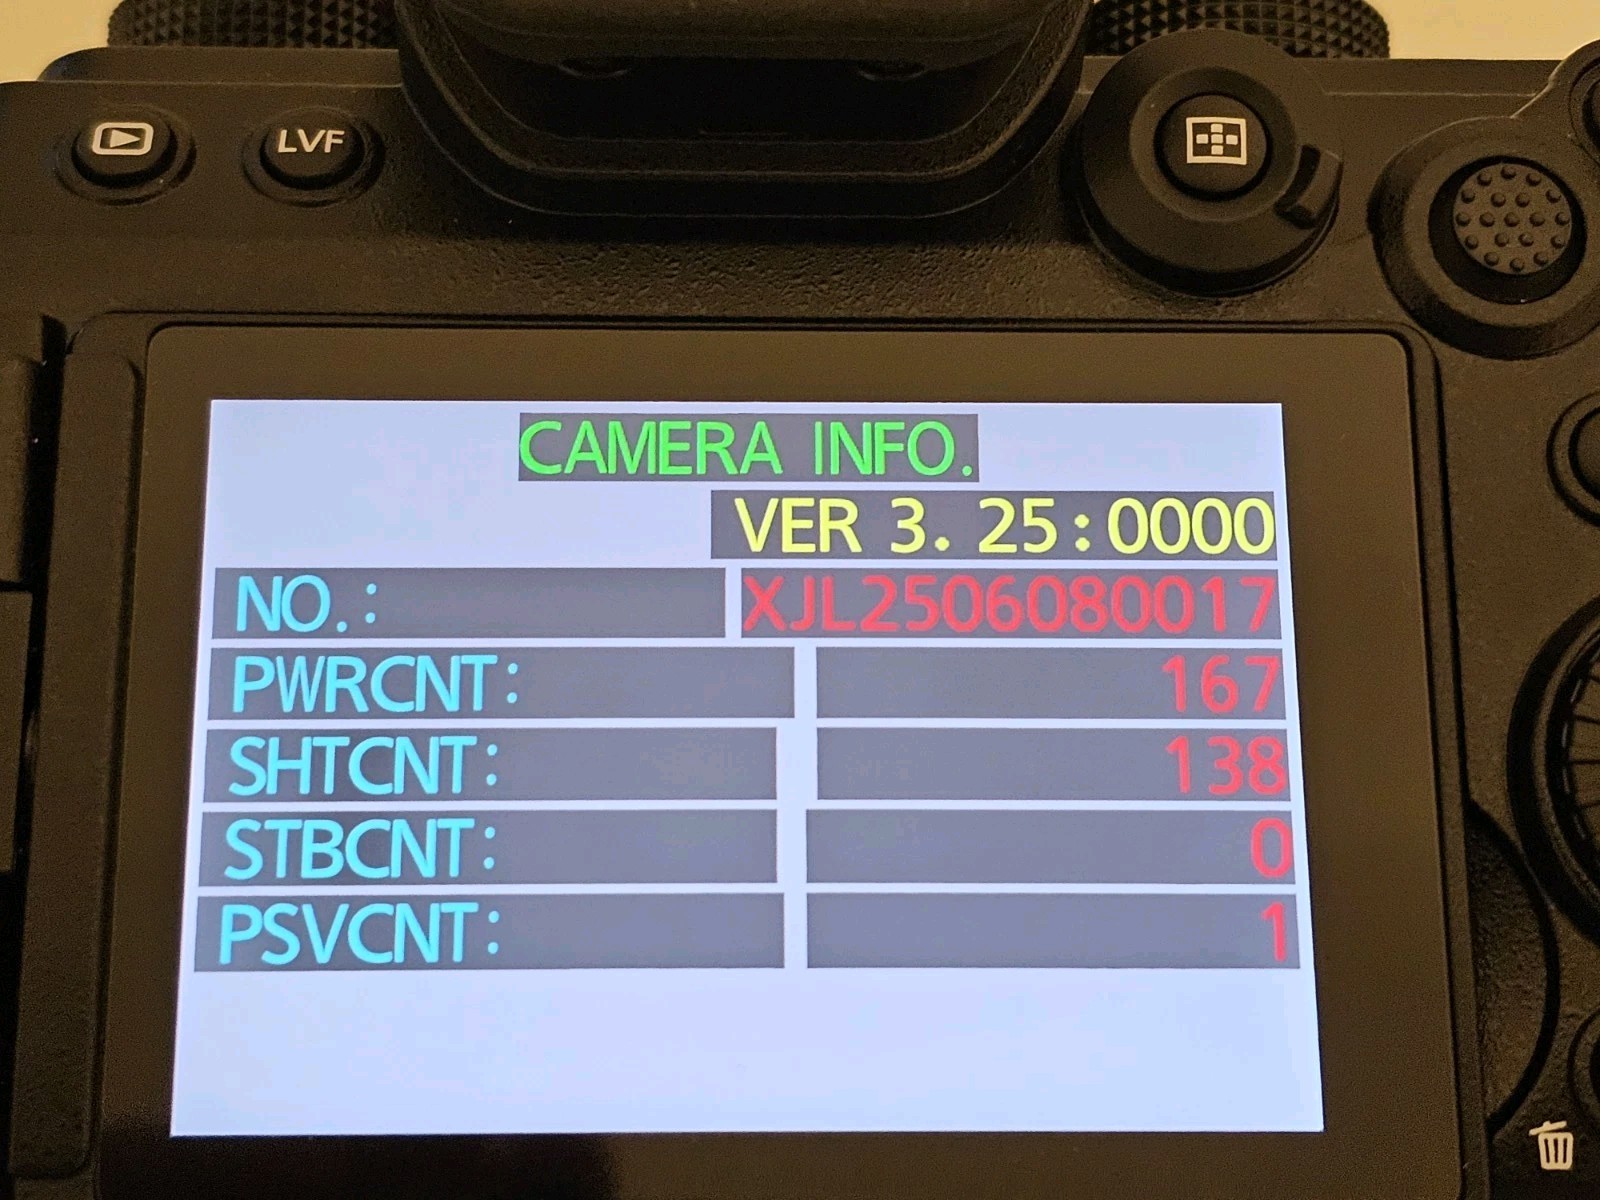 LVF
CAMERA INFO.
VER 3. 25:0000
NO.: XJL2506080017
PWRCNT: 167
SHTCNT: 138
STBCNT: 0
PSVCNT: 1